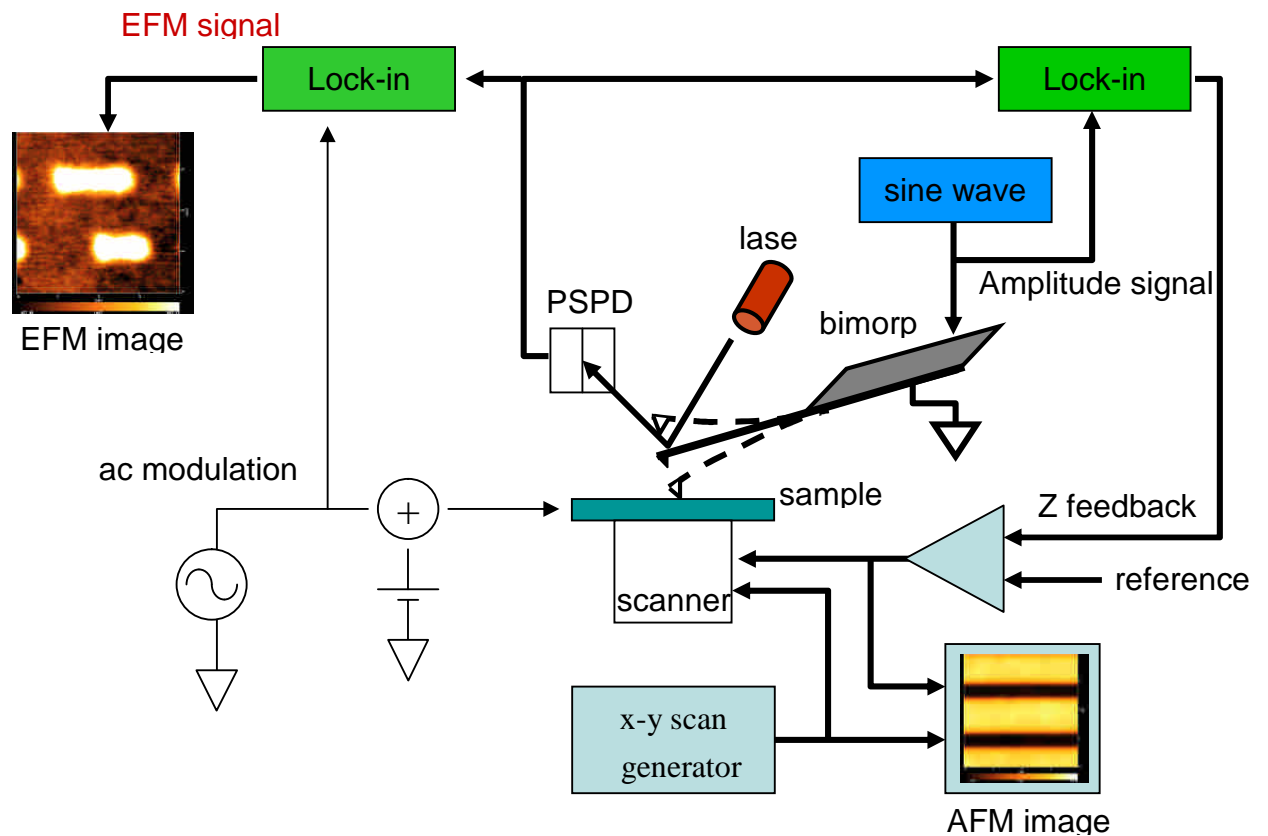 EFM signal
Lock-in
Lock-in
sine wave
lase
Amplitude signal
PSPD
bimorp
EFM image
ac modulation
+
sample
Z feedback
reference
scanner
x-y scan
generator
AFM image